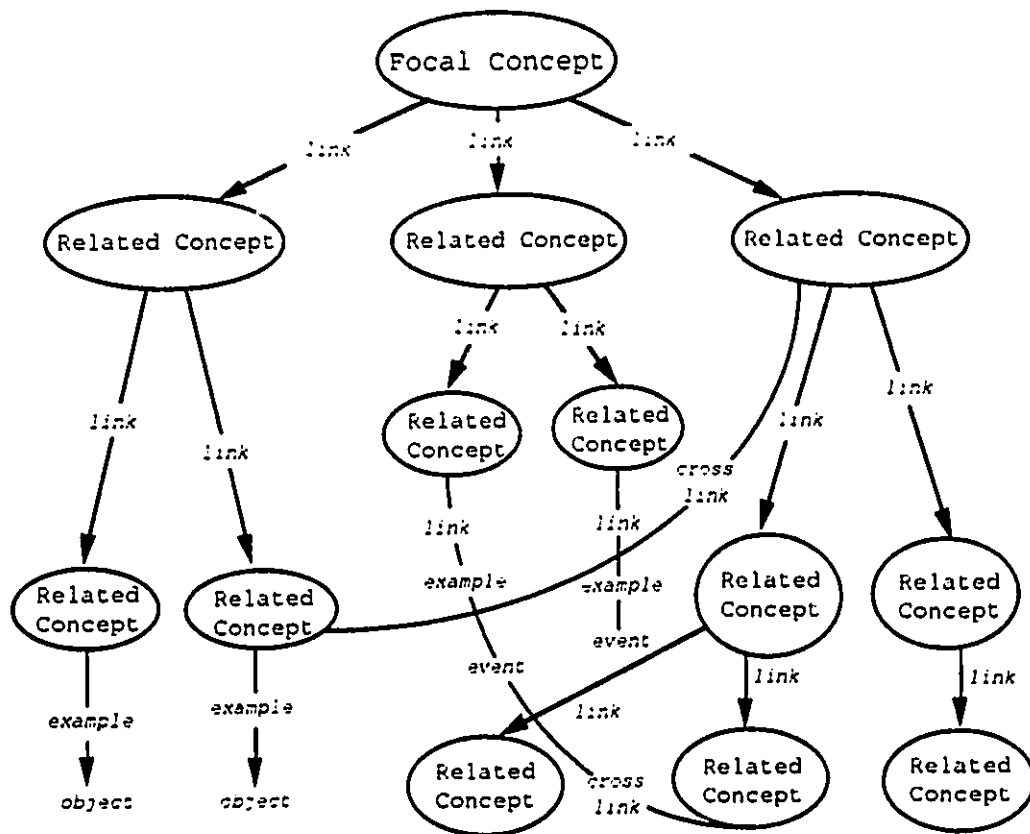 Focal Concept
link
link
link
Related Concept
Related Concept
Related Concept
link
link
link
link
link
link
Related
Concept
Related
Concept
cross
link
link
link
example
example
Related
Concept
Related
Concept
Related
Concept
Related
Concept
event
event
link
link
link
example
example
object
object
Related
Concept
cross
link
Related
Concept
Related
Concept